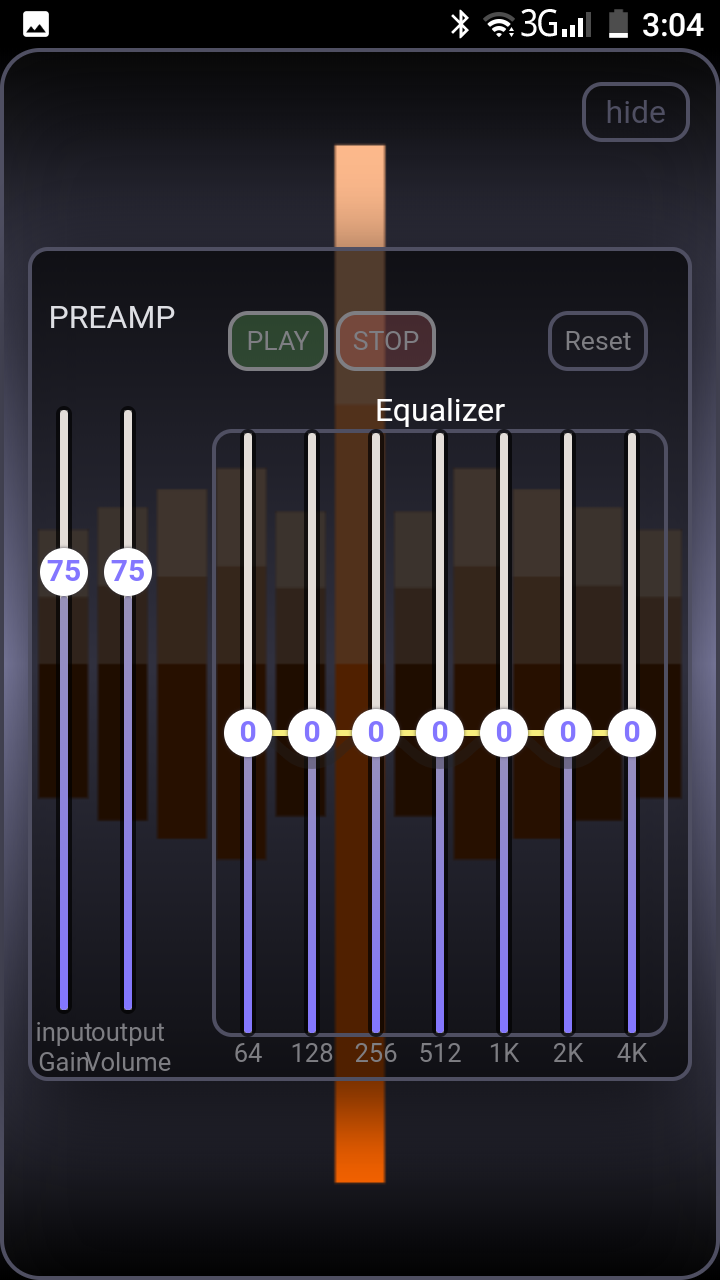 3G 3:04
hide
PREAMP
PLAY STOP Reset
Equalizer
75 75
0 0 0 0 0 0 0
input output
Gain Volume
64 128 256 512 1K 2K 4K